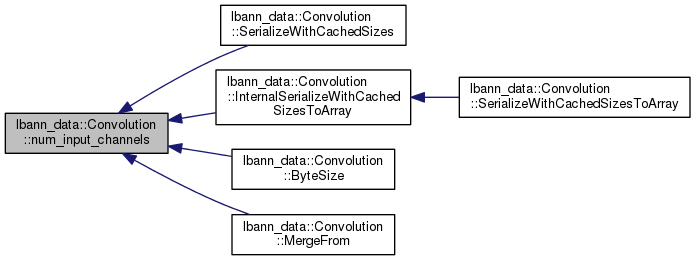 lbann_data::Convolution
::SerializeWithCachedSizes
lbann_data::Convolution
::InternalSerializeWithCached
SizesToArray
lbann_data::Convolution
::SerializeWithCachedSizesToArray
lbann_data::Convolution
::num_input_channels
lbann_data::Convolution
::ByteSize
lbann_data::Convolution
::MergeFrom